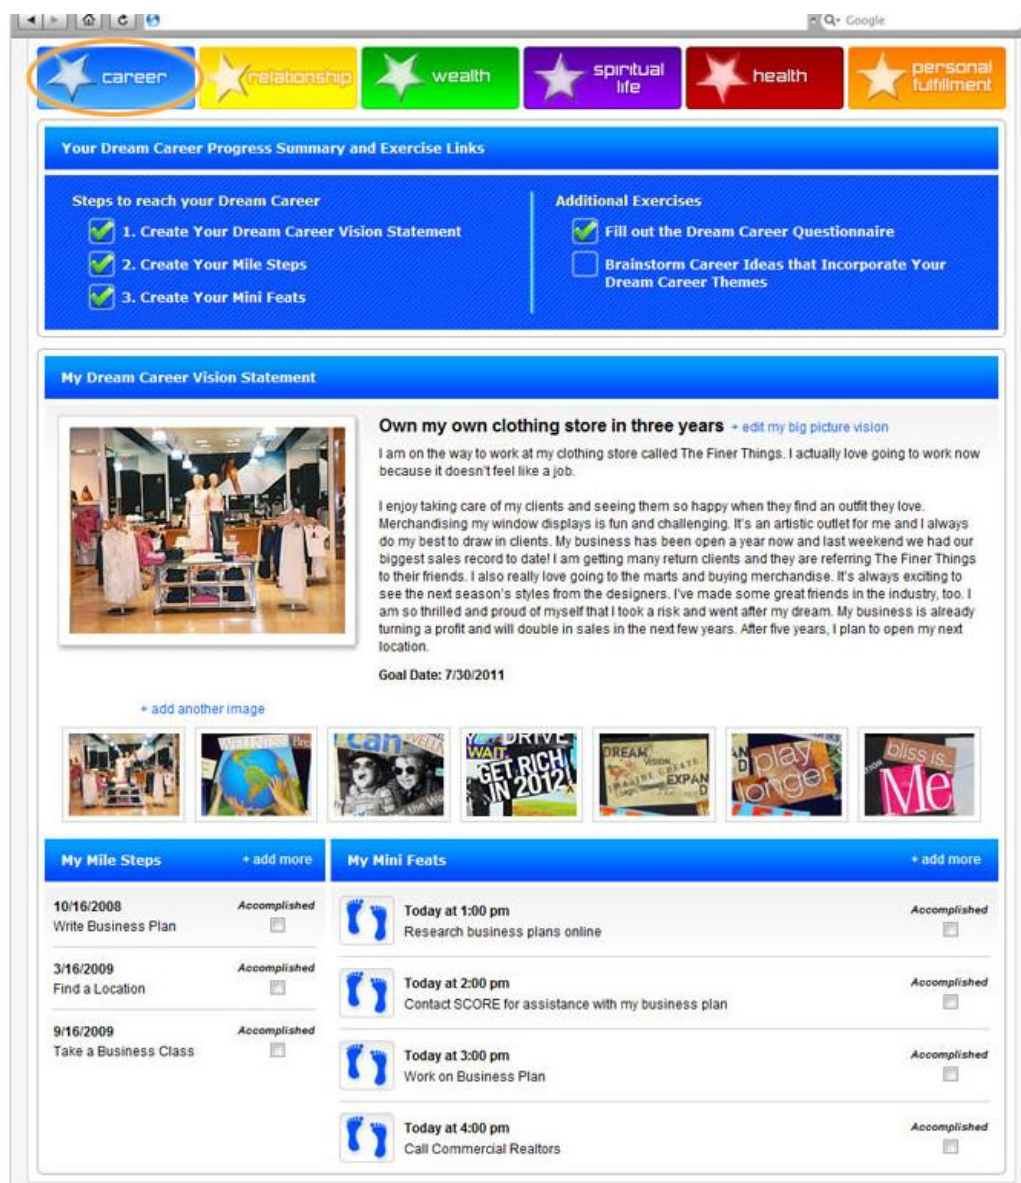 Google
career
relationship
wealth
spiritual
life
health
personal
fulfillment
Your Dream Career Progress Summary and Exercise Links
Steps to reach your Dream Career
1. Create Your Dream Career Vision Statement
2. Create Your Mile Steps
3. Create Your Mini Feats
Additional Exercises
Fill out the Dream Career Questionnaire
Brainstorm Career Ideas that Incorporate Your
Dream Career Themes
My Dream Career Vision Statement
Own my own clothing store in three years + edit my big picture vision
I am on the way to work at my clothing store called The Finer Things. I actually love going to work now
because it doesn't feel like a job.
I enjoy taking care of my clients and seeing them so happy when they find an outfit they love.
Merchandising my window displays is fun and challenging. It's an artistic outlet for me and I always
do my best to draw in clients. My business has been open a year now and last weekend we had our
biggest sales record to date! I am getting many return clients and they are referring The Finer Things
to their friends. I also really love going to the marts and buying merchandise. It's always exciting to
see the next season's styles from the designers. I've made some great friends in the industry, too. I
am so thrilled and proud of myself that I took a risk and went after my dream. My business is already
turning a profit and will double in sales in the next few years. After five years, I plan to open my next
location.
Goal Date: 7/30/2011
+ add another image
WELLNESS
can
DRIVE
WAIT
GET RICH
IN 2012!
DREAM
VISION
IMAGINE CREATE
EXPAN
play
longer
bliss is...
Me
My Mile Steps + add more
10/16/2008 Accomplished
Write Business Plan
3/16/2009 Accomplished
Find a Location
9/16/2009 Accomplished
Take a Business Class
My Mini Feats + add more
Today at 1:00 pm Accomplished
Research business plans online
Today at 2:00 pm Accomplished
Contact SCORE for assistance with my business plan
Today at 3:00 pm Accomplished
Work on Business Plan
Today at 4:00 pm Accomplished
Call Commercial Realtors